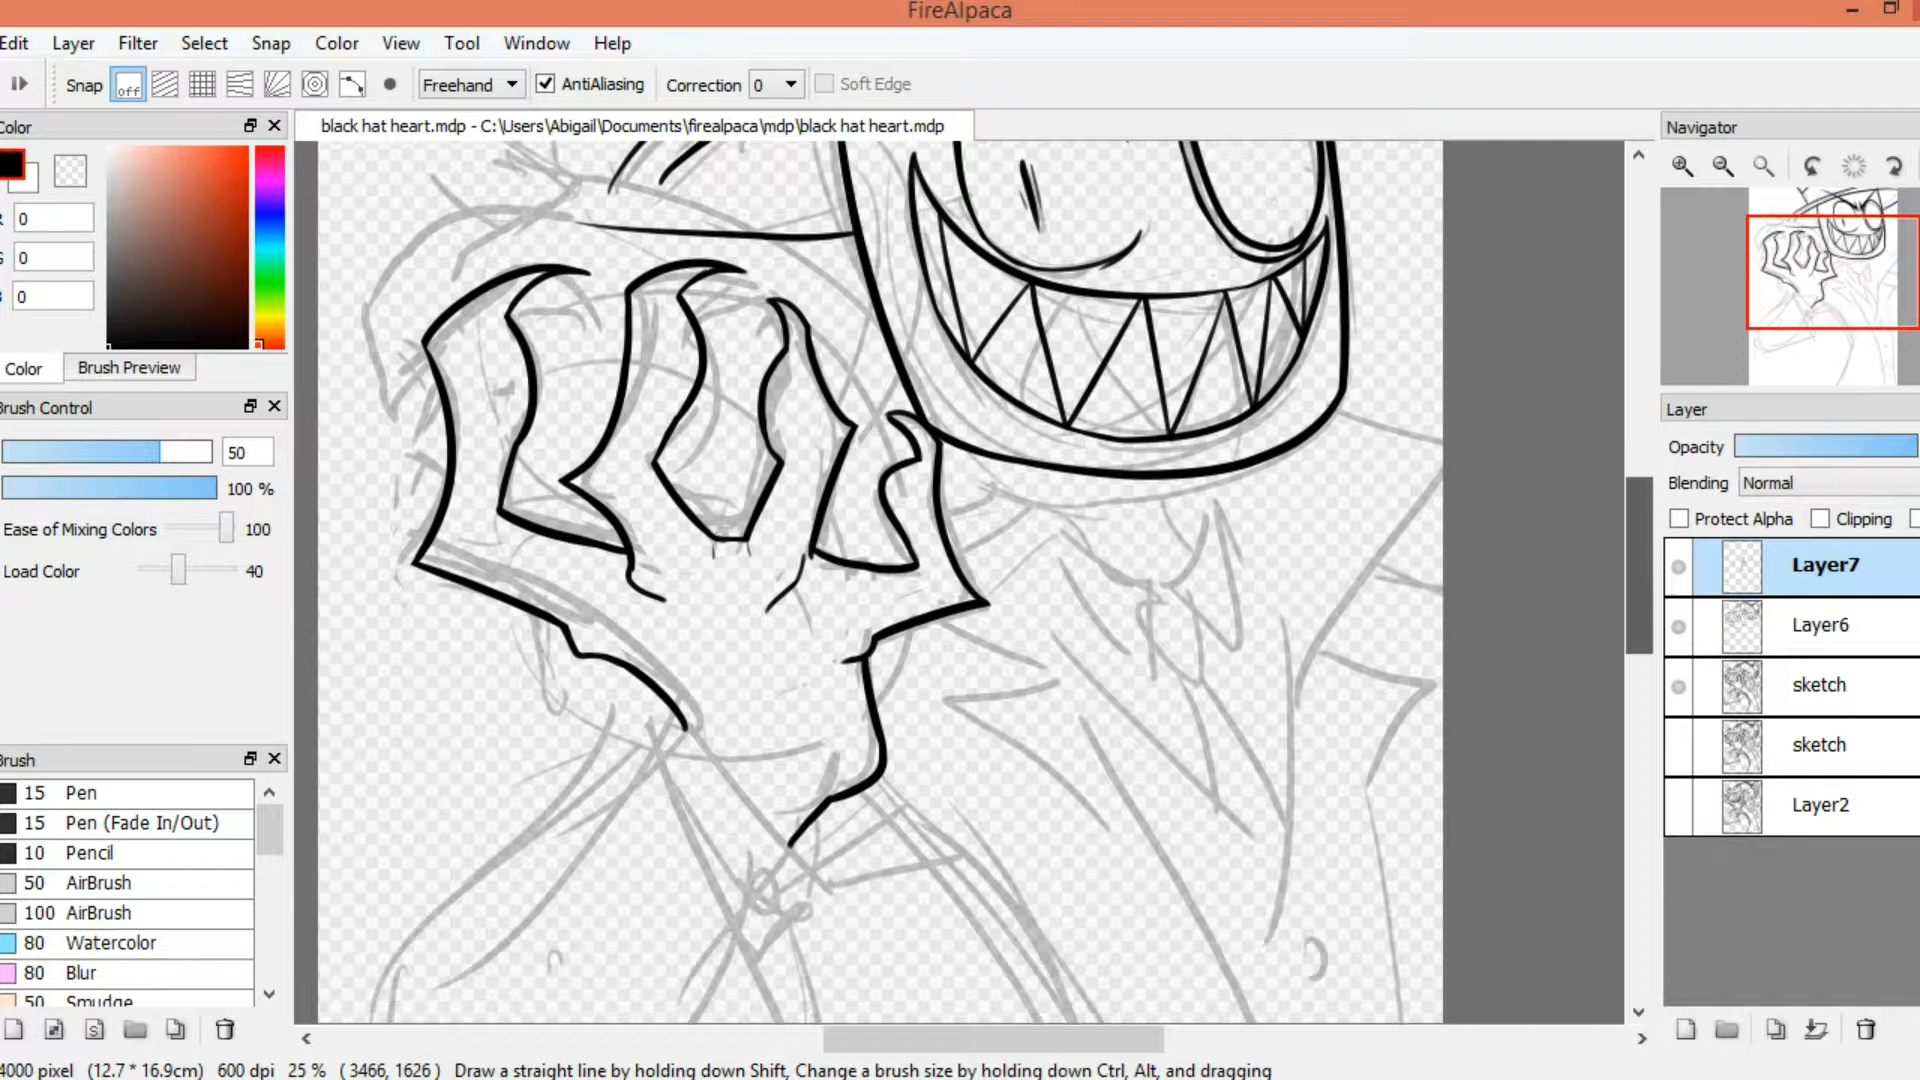 FireAlpaca
Edit Layer Filter Select Snap Color View Tool Window Help
Snap off Freehand AntiAliasing Correction 0 Soft Edge
Color
black hat heart.mdp - C:\Users\Abigail\Documents\firealpaca\mdp\black hat heart.mdp
Navigator
0
0
0
Color Brush Preview
Brush Control
50
100 %
Ease of Mixing Colors 100
Load Color 40
Brush
15 Pen
15 Pen (Fade In/Out)
10 Pencil
50 AirBrush
100 AirBrush
80 Watercolor
80 Blur
50 Smudge
Layer
Opacity
Blending Normal
Protect Alpha Clipping
Layer7
Layer6
sketch
sketch
Layer2
4000 pixel (12.7 * 16.9cm) 600 dpi 25 % ( 3466, 1626 ) Draw a straight line by holding down Shift, Change a brush size by holding down Ctrl, Alt, and dragging